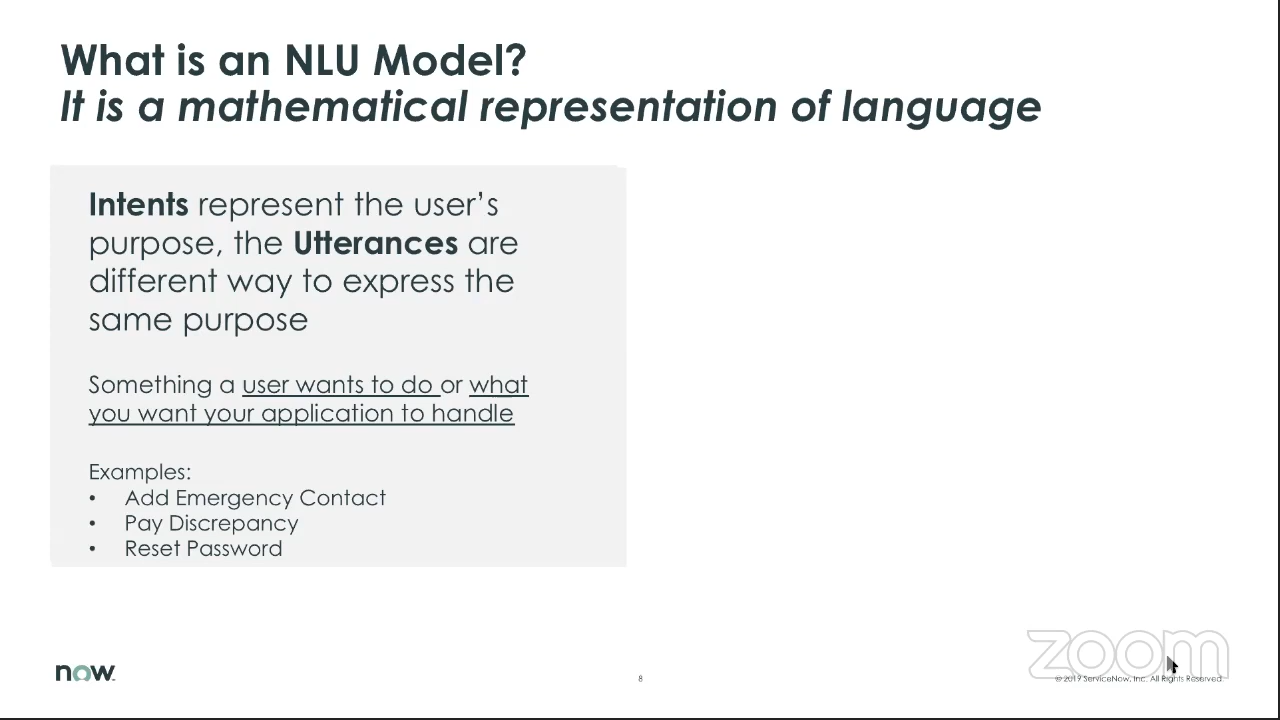 What is an NLU Model?
It is a mathematical representation of language
Intents represent the user's
purpose, the Utterances are
different way to express the
same purpose
Something a user wants to do or what
you want your application to handle
Examples:
• Add Emergency Contact
• Pay Discrepancy
• Reset Password
now
8
zoom
© 2019 ServiceNow, Inc. All Rights Reserved.